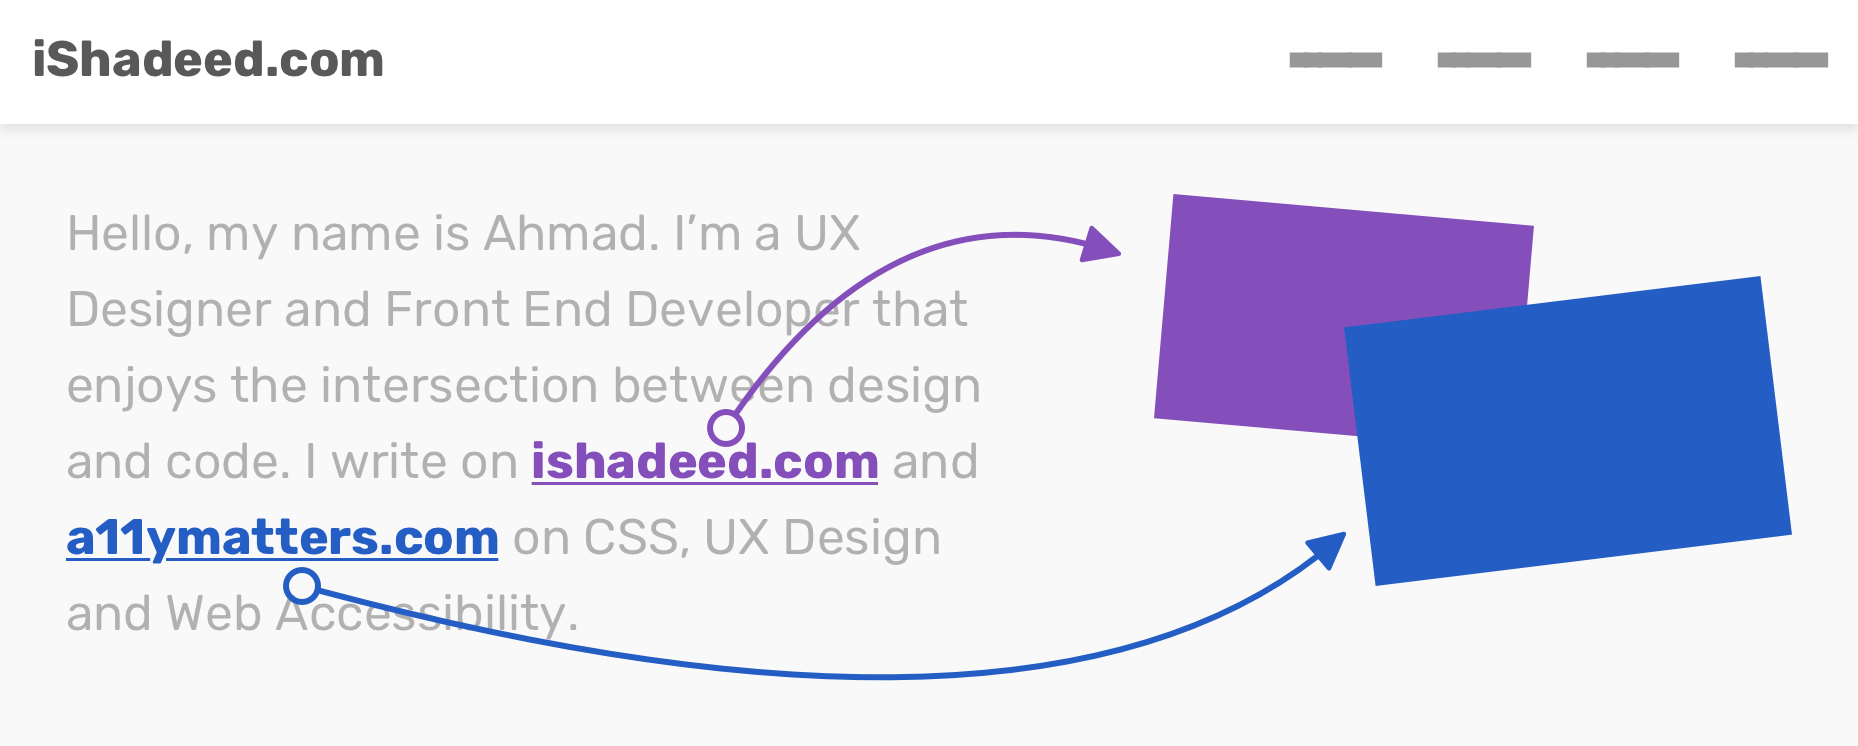 iShadeed.com
Hello, my name is Ahmad. I’m a UX
Designer and Front End Developer that
enjoys the intersection between design
and code. I write on ishadeed.com and
a11ymatters.com on CSS, UX Design
and Web Accessibility.